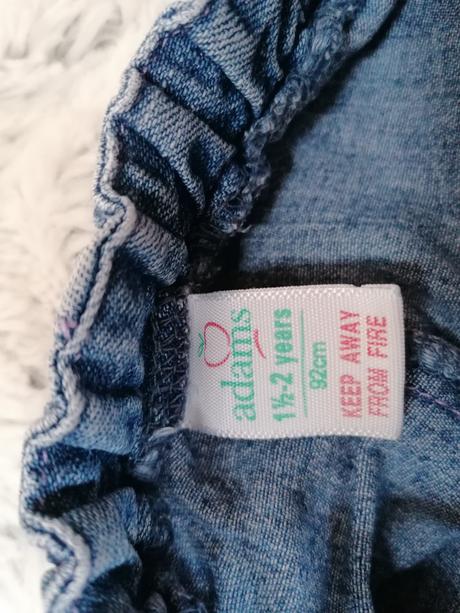 adams
1½-2 years
92cm
KEEP AWAY
FROM FIRE